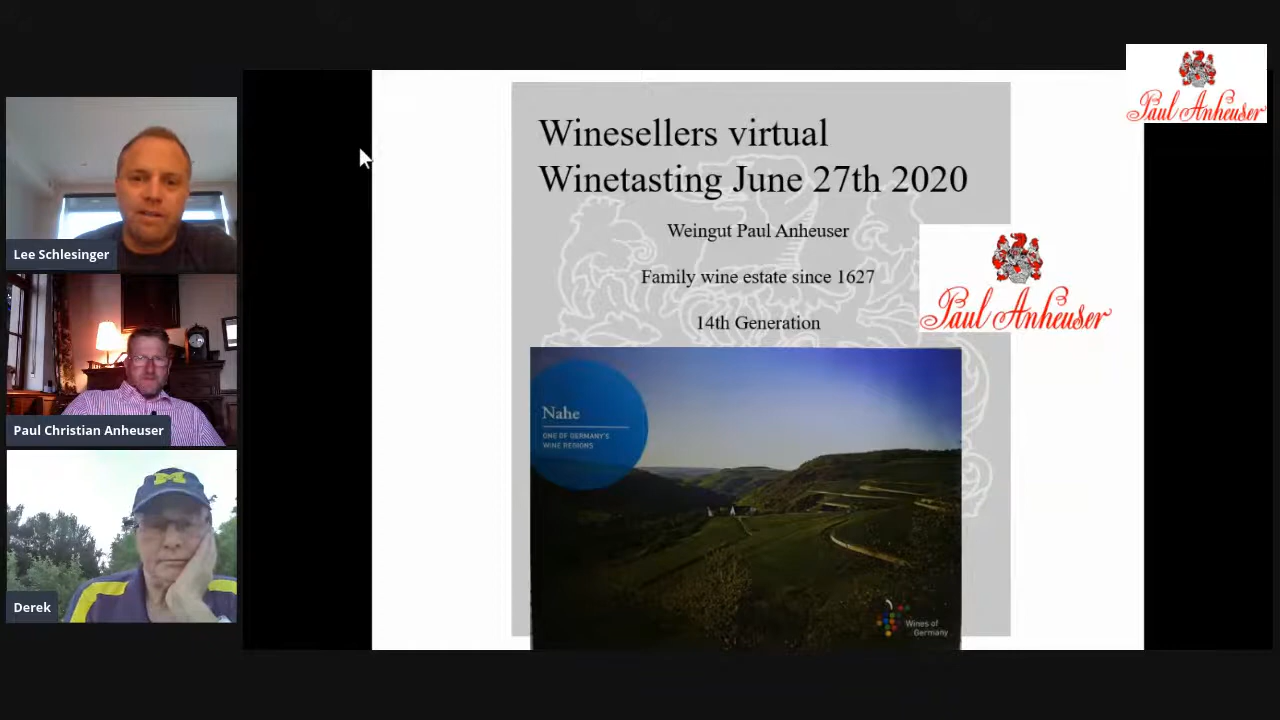 Paul Anheuser
Winesellers virtual
Winetasting June 27th 2020
Weingut Paul Anheuser
Family wine estate since 1627
14th Generation
Paul Anheuser
Nahe
ONE OF GERMANY'S
WINE REGIONS
Wines of
Germany
Lee Schlesinger
Paul Christian Anheuser
M
Derek